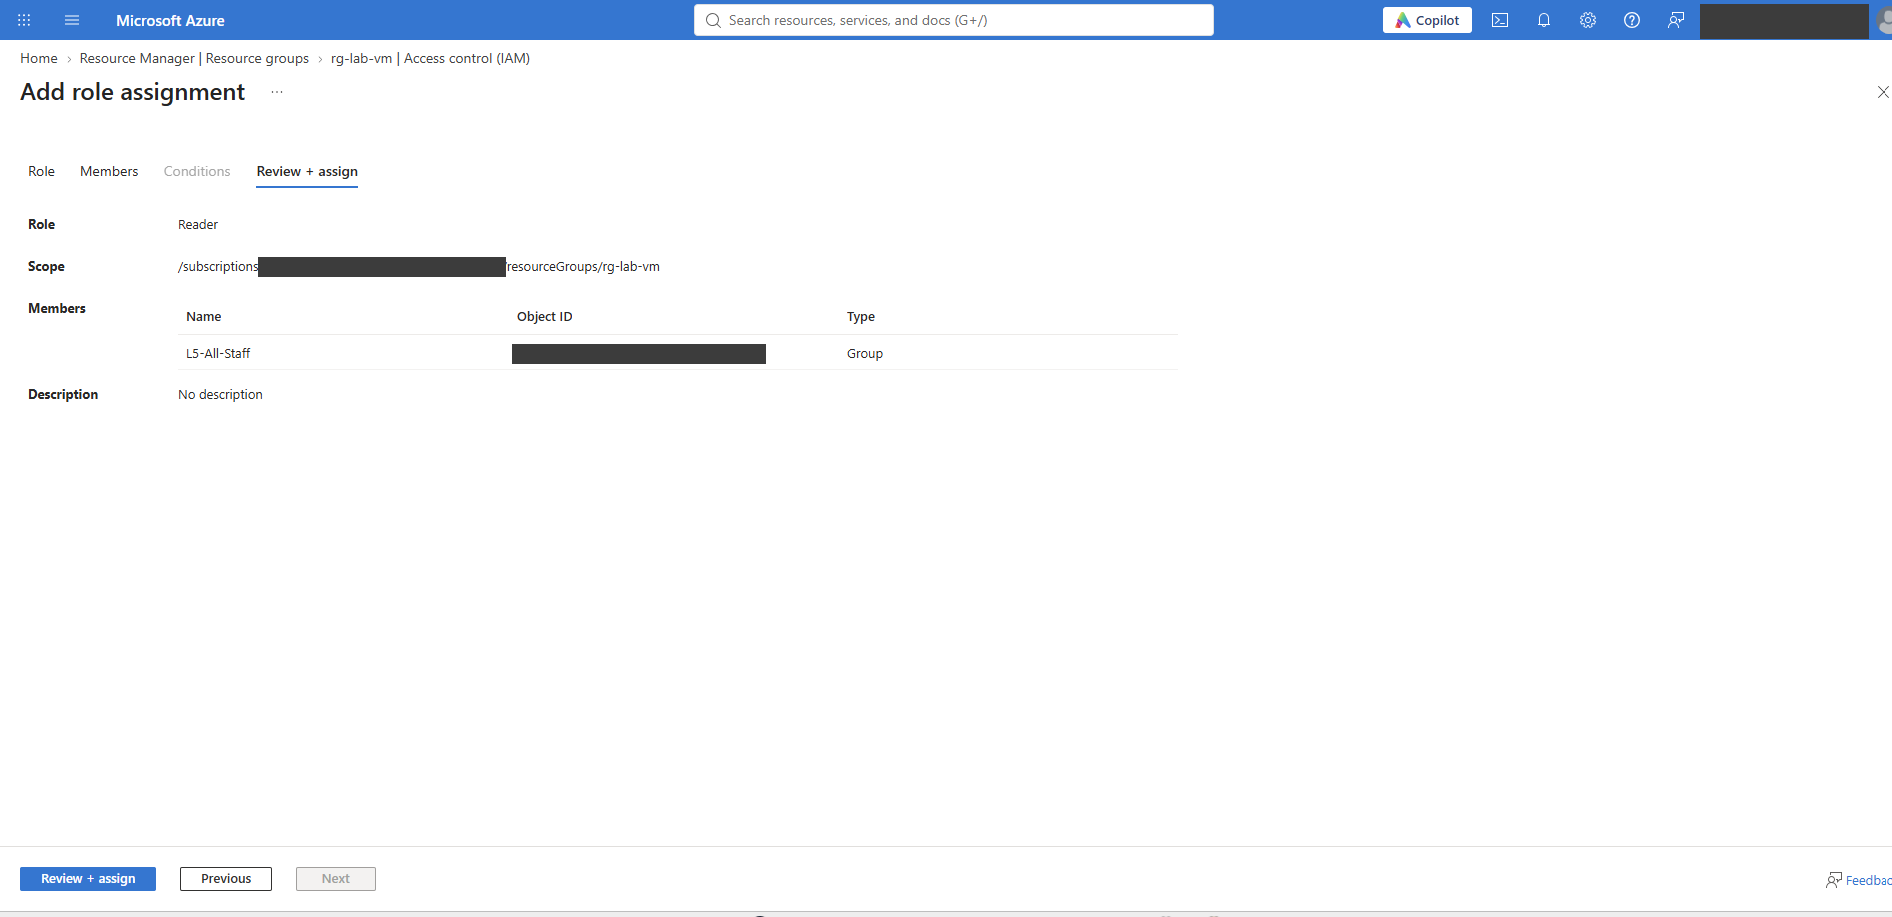 Microsoft Azure
Search resources, services, and docs (G+/)
Copilot
Home > Resource Manager | Resource groups > rg-lab-vm | Access control (IAM)
Add role assignment ...
Role Members Conditions Review + assign
Role Reader
Scope /subscriptions /resourceGroups/rg-lab-vm
Members
Name Object ID Type
L5-All-Staff Group
Description No description
Review + assign Previous Next
Feedbac